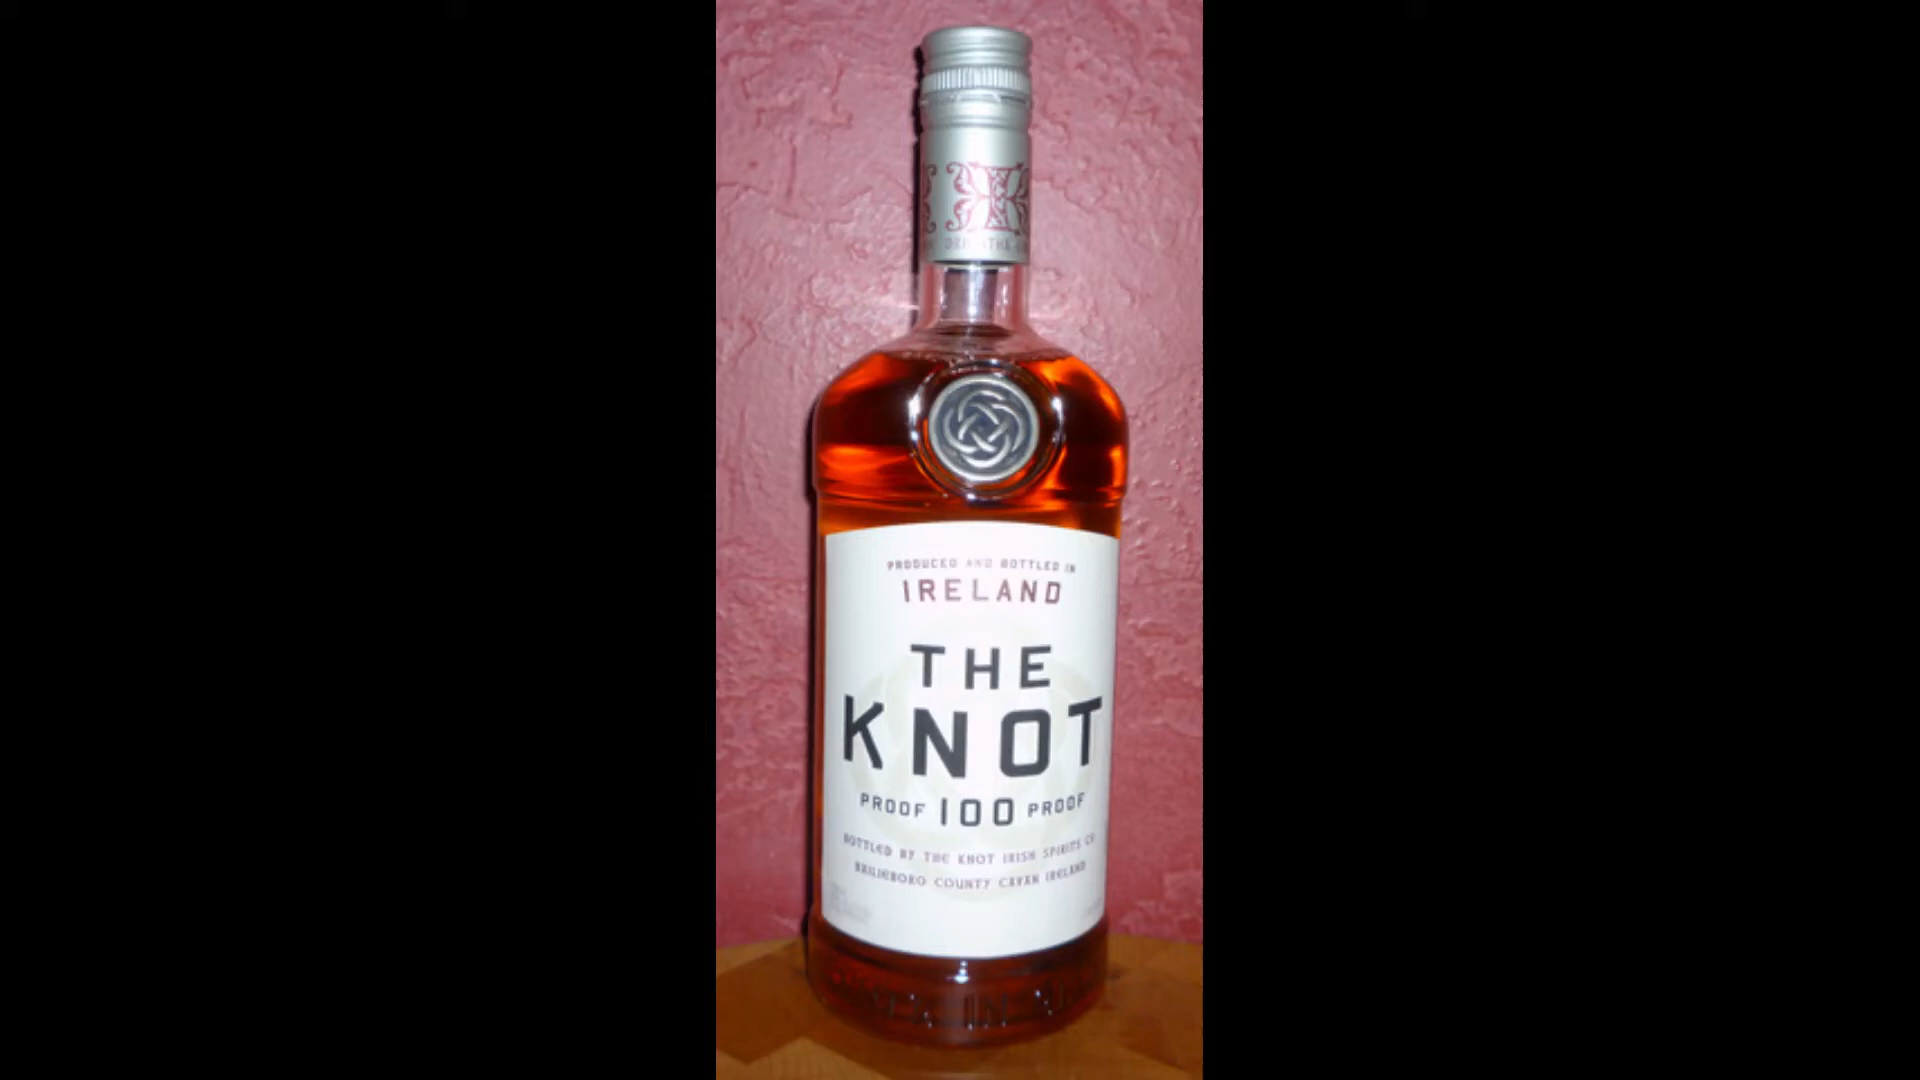 PRODUCED AND BOTTLED IN
IRELAND
THE
KNOT
PROOF 100 PROOF
BOTTLED BY THE KNOT IRISH SPIRITS CO
BAILIEBORO COUNTY CAVAN IRELAND